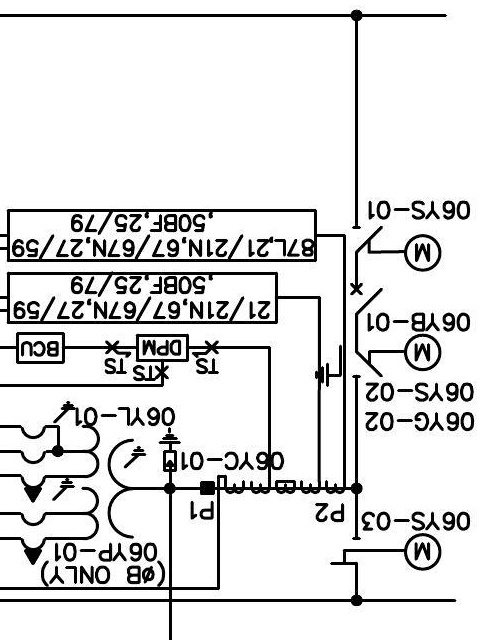 (ØB ONLY)
06YP-01
M
06YS-03
P2
P1
06YC-01
06YG-02
06YL-01
06YS-02
TS
TS
TS
M
DPM
BCU
06YB-01
21/21N,67/67N,27/59
,50BF,25/79
M
87L,21/21N,67/67N,27/59
,50BF,25/79
06YS-01